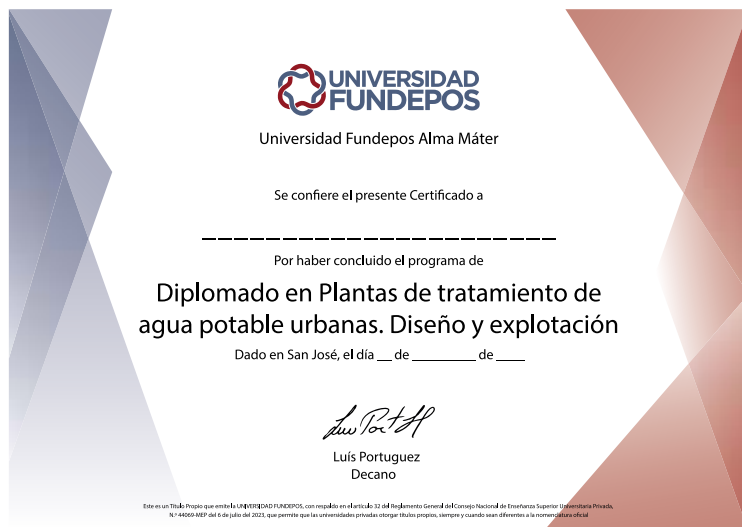 UNIVERSIDAD
FUNDEPOS
Universidad Fundepos Alma Máter
Se confiere el presente Certificado a
______________________
Por haber concluido el programa de
Diplomado en Plantas de tratamiento de
agua potable urbanas. Diseño y explotación
Dado en San José, el día __ de ________ de ____
Luís Portuguez
Decano
Este es un Título Propio que emite la UNIVERSIDAD FUNDEPOS, con respaldo en el artículo 32 del Reglamento General del Consejo Nacional de Enseñanza Superior Universitaria Privada,
N.º 44069-MEP del 6 de julio del 2023, que permite que las universidades privadas otorgar títulos propios, siempre y cuando sean diferentes a la nomenclatura oficial